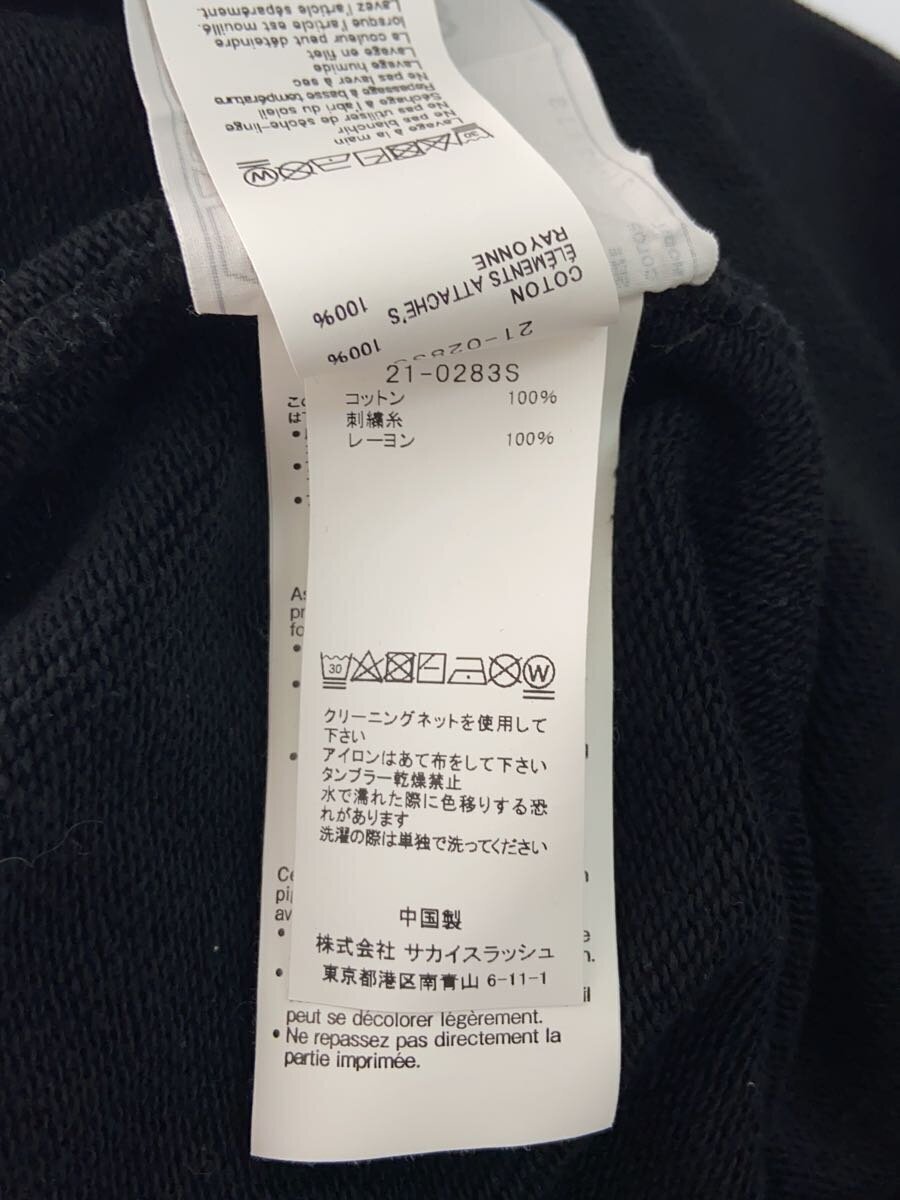 Lavez l'article séparément.
lorsque l'article est mouillé.
La couleur peut déteindre
Lavage en filet
Lavage humide
Ne pas laver à sec
Repassage à basse température
Séchage à l'abri du soleil
Ne pas utiliser de sèche-linge
Ne pas blanchir
Lavage à la main
30
W
COTON 100%
ÉLÉMENTS ATTACHE'S
RAYONNE 100%
21-0283S
21-0283S
コットン 100%
刺繍糸
レーヨン 100%
30
W
クリーニングネットを使用して
下さい
アイロンはあて布をして下さい
タンブラー乾燥禁止
水で濡れた際に色移りする恐
れがあります
洗濯の際は単独で洗ってください
中国製
株式会社 サカイスラッシュ
東京都港区南青山 6-11-1
peut se décolorer légèrement.
• Ne repassez pas directement la
partie imprimée.